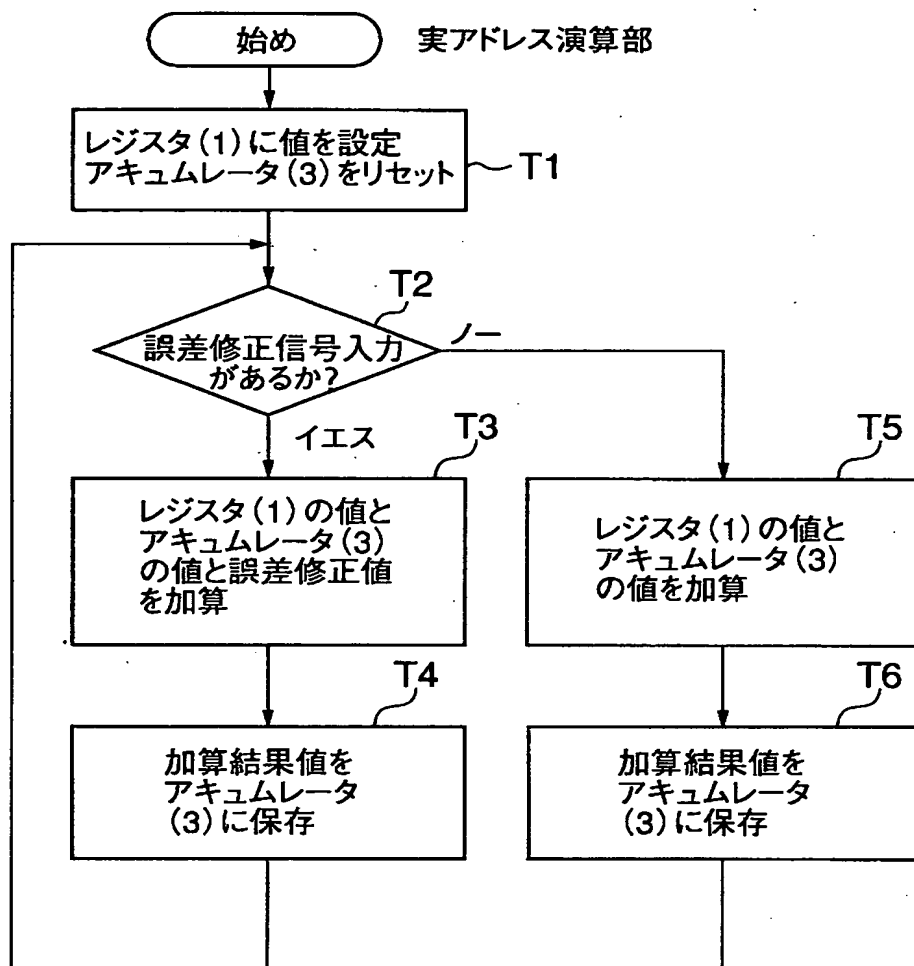 始め
実アドレス演算部
レジスタ(1)に値を設定
アキュムレータ(3)をリセット
T1
T2
誤差修正信号入力
があるか?
ノー
イエス
T3
レジスタ(1)の値と
アキュムレータ(3)
の値と誤差修正値
を加算
T5
レジスタ(1)の値と
アキュムレータ(3)
の値を加算
T4
加算結果値を
アキュムレータ
(3)に保存
T6
加算結果値を
アキュムレータ
(3)に保存